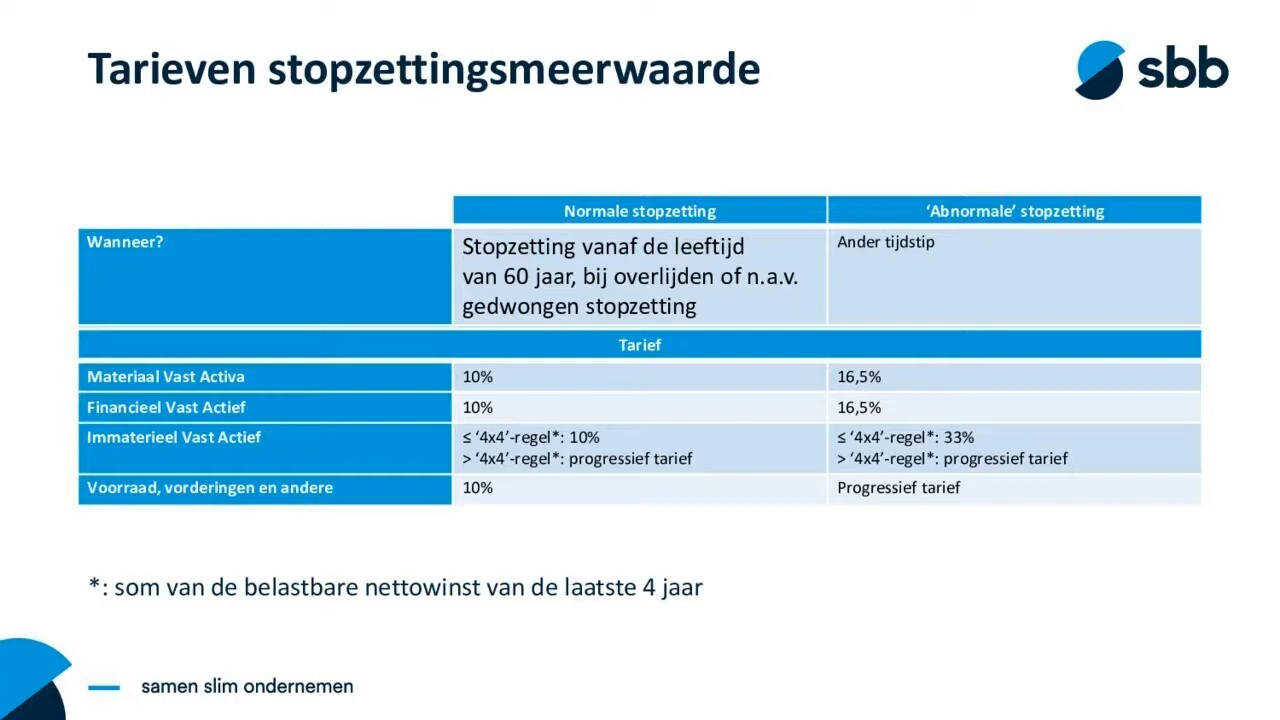 Tarieven stopzettingsmeerwaarde
sbb
Normale stopzetting
‘Abnormale’ stopzetting
Wanneer?
Stopzetting vanaf de leeftijd
van 60 jaar, bij overlijden of n.a.v.
gedwongen stopzetting
Ander tijdstip
Tarief
Materiaal Vast Activa
10%
16,5%
Financieel Vast Actief
10%
16,5%
Immaterieel Vast Actief
≤ ‘4x4’-regel*: 10%
> ‘4x4’-regel*: progressief tarief
≤ ‘4x4’-regel*: 33%
> ‘4x4’-regel*: progressief tarief
Voorraad, vorderingen en andere
10%
Progressief tarief
*: som van de belastbare nettowinst van de laatste 4 jaar
samen slim ondernemen